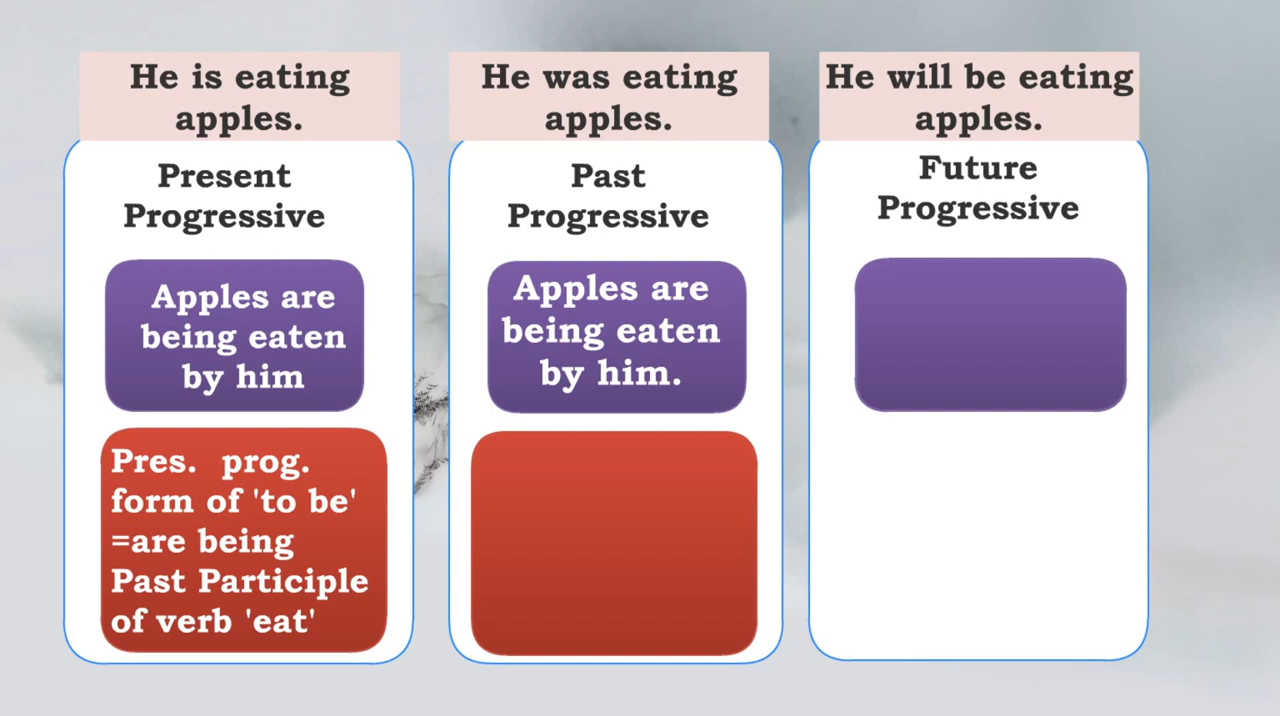 He is eating
apples.
Present
Progressive
Apples are
being eaten
by him
Pres. prog.
form of 'to be'
=are being
Past Participle
of verb 'eat'
He was eating
apples.
Past
Progressive
Apples are
being eaten
by him.
He will be eating
apples.
Future
Progressive